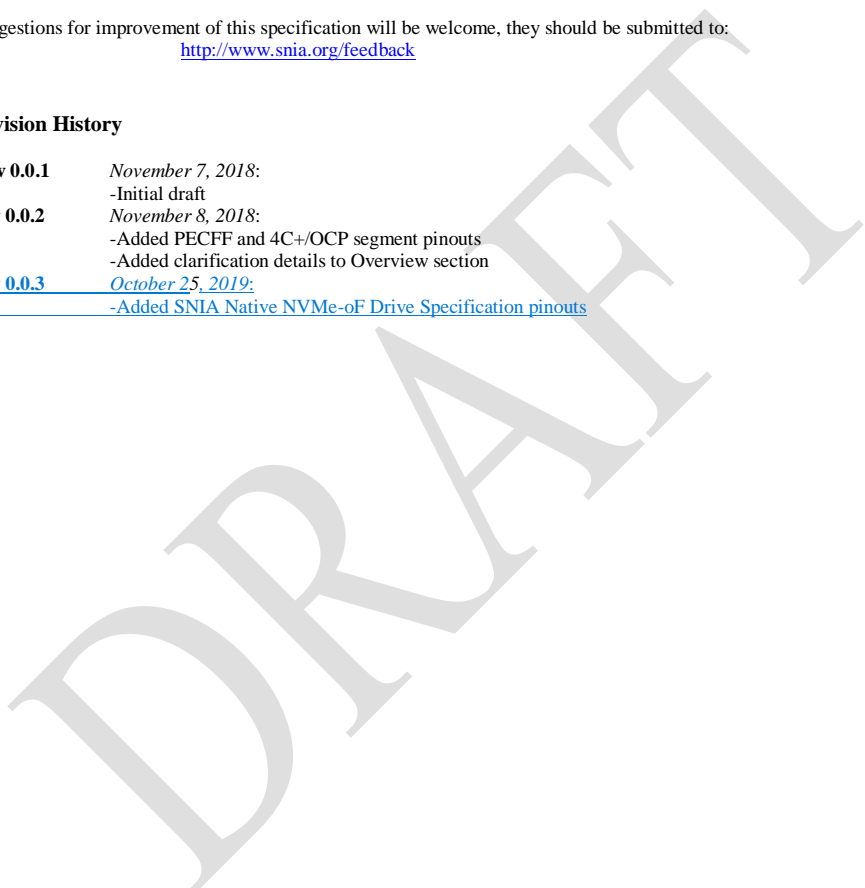 gestions for improvement of this specification will be welcome, they should be submitted to:
http://www.snia.org/feedback
vision History
0.0.1 November 7, 2018:
-Initial draft
0.0.2 November 8, 2018:
-Added PECFF and 4C+/OCP segment pinouts
-Added clarification details to Overview section
0.0.3 October 25, 2019:
-Added SNIA Native NVMe-oF Drive Specification pinouts
DRAFT